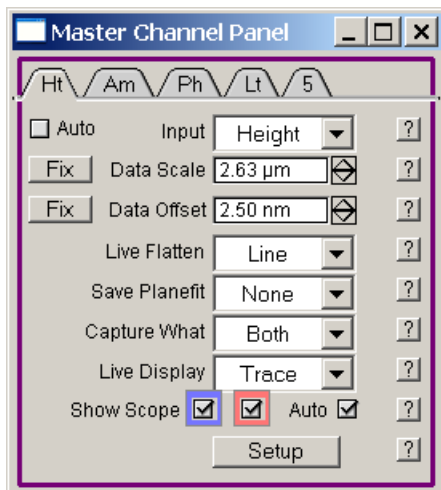 Master Channel Panel
Ht Am Ph Lt 5
Auto Input Height ?
Fix Data Scale 2.63 µm ?
Fix Data Offset 2.50 nm ?
Live Flatten Line ?
Save Planefit None ?
Capture What Both ?
Live Display Trace ?
Show Scope Auto ?
Setup ?